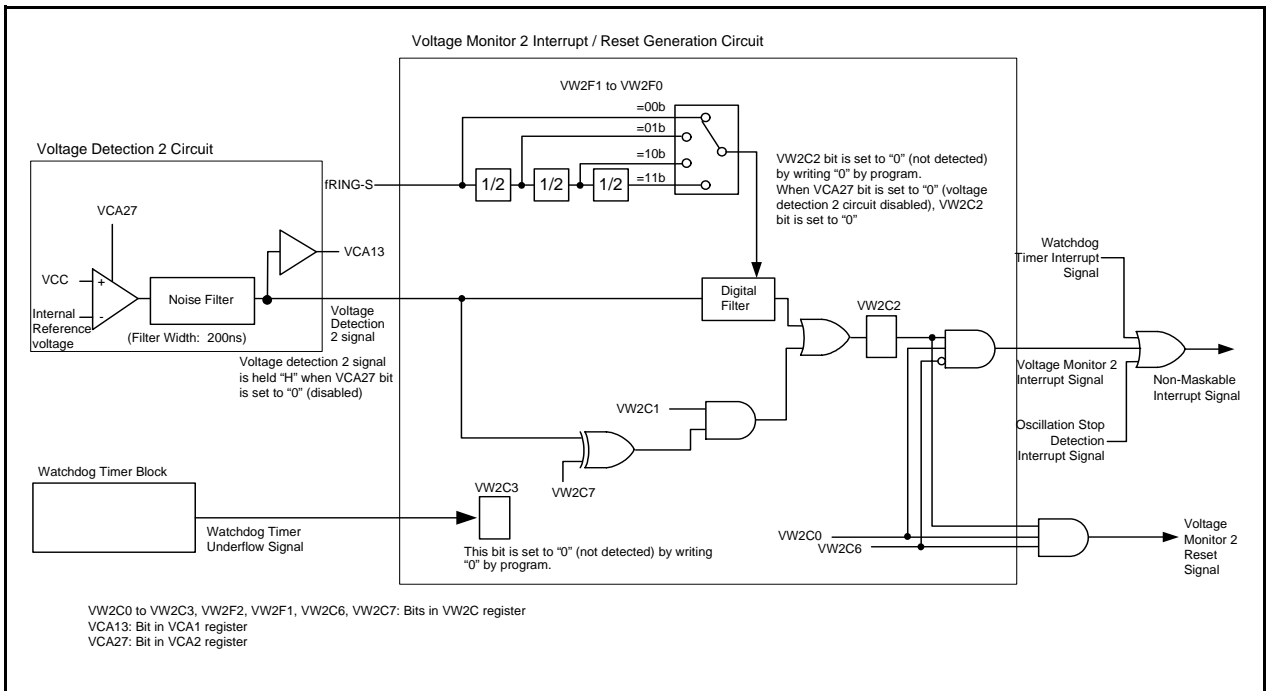 Voltage Monitor 2 Interrupt / Reset Generation Circuit
VW2F1 to VW2F0
=00b
=01b
=10b
=11b
Voltage Detection 2 Circuit
fRING-S
1/2
1/2
1/2
VW2C2 bit is set to “0” (not detected)
by writing “0” by program.
When VCA27 bit is set to “0” (voltage
detection 2 circuit disabled), VW2C2
bit is set to “0”
VCA27
VCA13
VCC
+
-
Internal
Reference
voltage
Noise Filter
(Filter Width: 200ns)
Voltage
Detection
2 signal
Voltage detection 2 signal
is held “H” when VCA27 bit
is set to “0” (disabled)
Digital
Filter
VW2C2
Watchdog
Timer Interrupt
Signal
Voltage Monitor 2
Interrupt Signal
Non-Maskable
Interrupt Signal
Oscillation Stop
Detection
Interrupt Signal
VW2C1
VW2C7
Watchdog Timer Block
Watchdog Timer
Underflow Signal
VW2C3
This bit is set to “0” (not detected) by writing
“0” by program.
VW2C0
VW2C6
Voltage
Monitor 2
Reset
Signal
VW2C0 to VW2C3, VW2F2, VW2F1, VW2C6, VW2C7: Bits in VW2C register
VCA13: Bit in VCA1 register
VCA27: Bit in VCA2 register